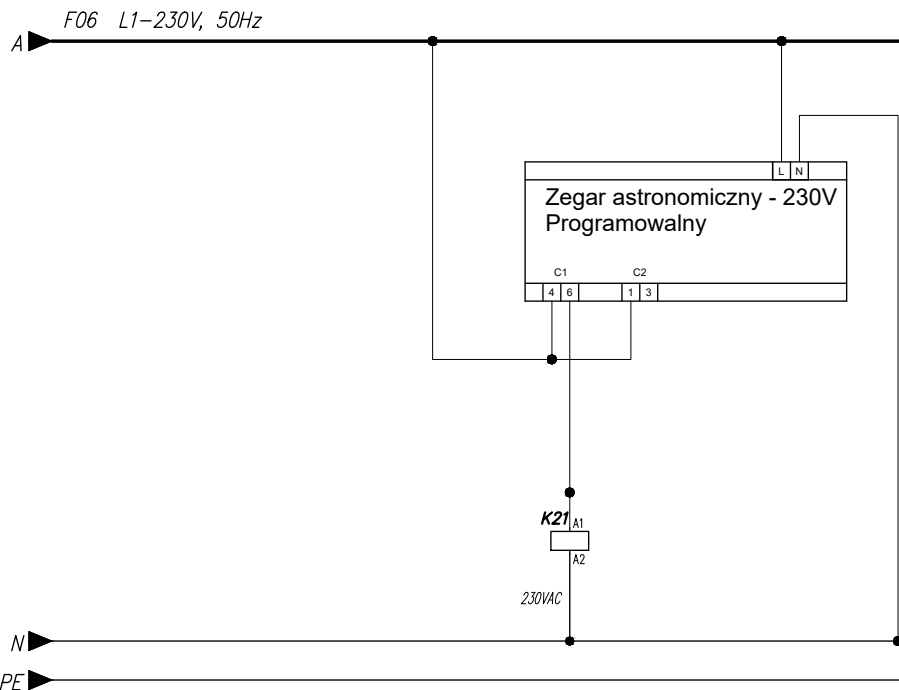 F06 L1-230V, 50Hz
A
L N
Zegar astronomiczny - 230V
Programowalny
C1 C2
4 6 1 3
K21 A1
A2
230VAC
N
PE